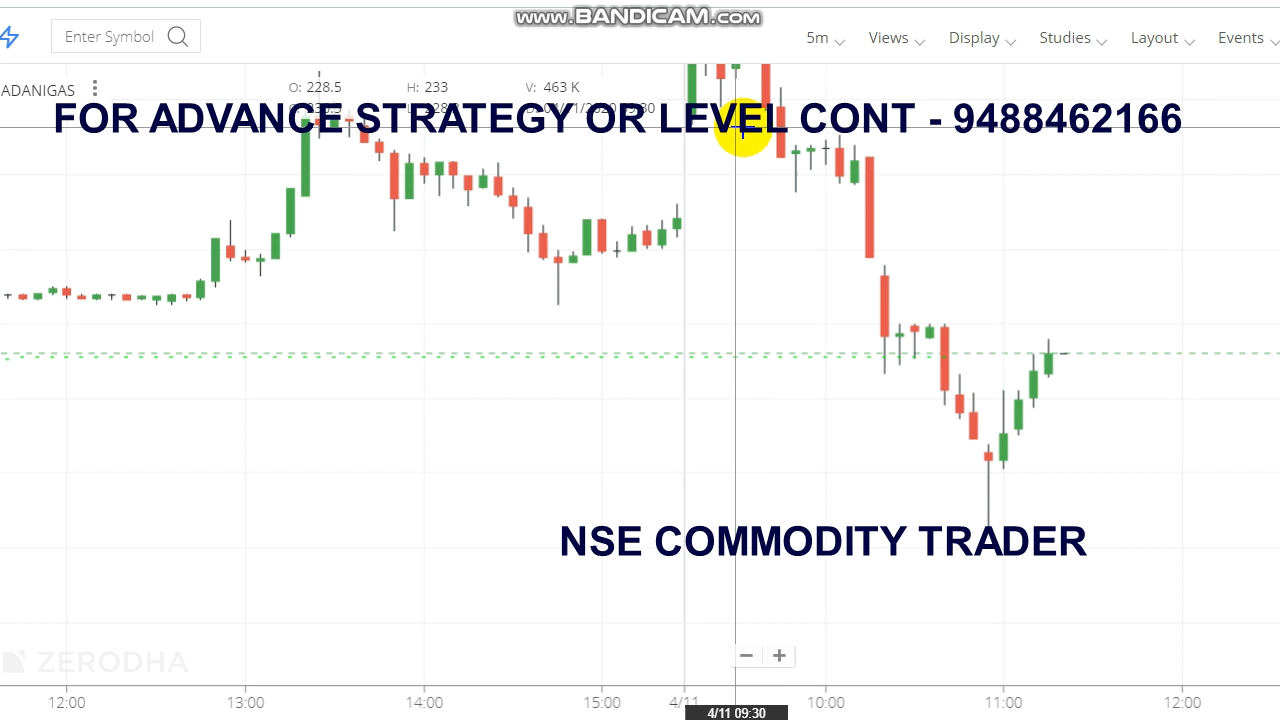 www.BANDICAM.com
Enter Symbol
5m Views Display Studies Layout Events
ADANIGAS
O: 228.5 H: 233 V: 463 K
FOR ADVANCE STRATEGY OR LEVEL CONT - 9488462166
NSE COMMODITY TRADER
ZERODHA
12:00 13:00 14:00 15:00 4/11 10:00 11:00 12:00
4/11 09:30